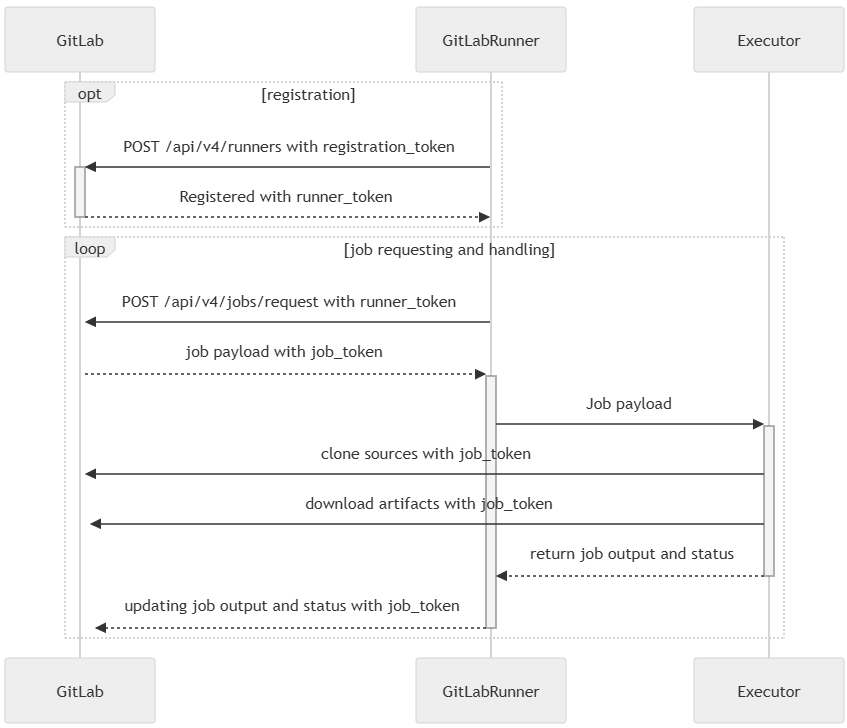 GitLab
GitLabRunner
Executor
opt
[registration]
POST /api/v4/runners with registration_token
Registered with runner_token
loop
[job requesting and handling]
POST /api/v4/jobs/request with runner_token
job payload with job_token
Job payload
clone sources with job_token
download artifacts with job_token
return job output and status
updating job output and status with job_token
GitLab
GitLabRunner
Executor